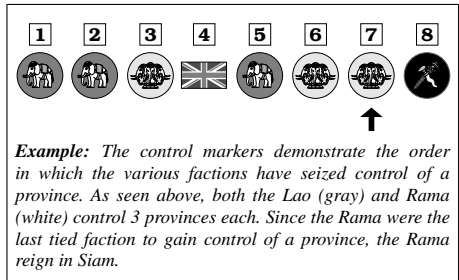 1 2 3 4 5 6 7 8
Example: The control markers demonstrate the order
in which the various factions have seized control of a
province. As seen above, both the Lao (gray) and Rama
(white) control 3 provinces each. Since the Rama were the
last tied faction to gain control of a province, the Rama
reign in Siam.